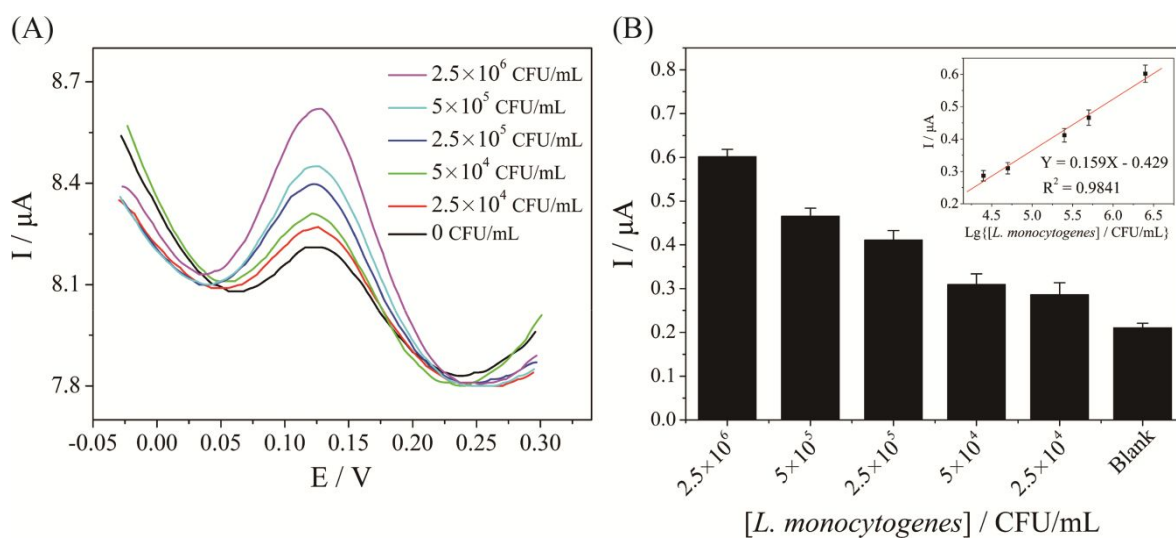 (A)
8.7
8.4
8.1
7.8
I / µA
2.5×10⁶ CFU/mL
5×10⁵ CFU/mL
2.5×10⁵ CFU/mL
5×10⁴ CFU/mL
2.5×10⁴ CFU/mL
0 CFU/mL
-0.05 0.00 0.05 0.10 0.15 0.20 0.25 0.30
E / V
(B)
0.8
0.7
0.6
0.5
0.4
0.3
0.2
0.1
0.0
I / µA
0.6
0.5
0.4
0.3
0.2
I / µA
Y = 0.159X - 0.429
R² = 0.9841
4.5 5.0 5.5 6.0 6.5
Lg{[L. monocytogenes] / CFU/mL}
2.5×10⁶ 5×10⁵ 2.5×10⁵ 5×10⁴ 2.5×10⁴ Blank
[L. monocytogenes] / CFU/mL